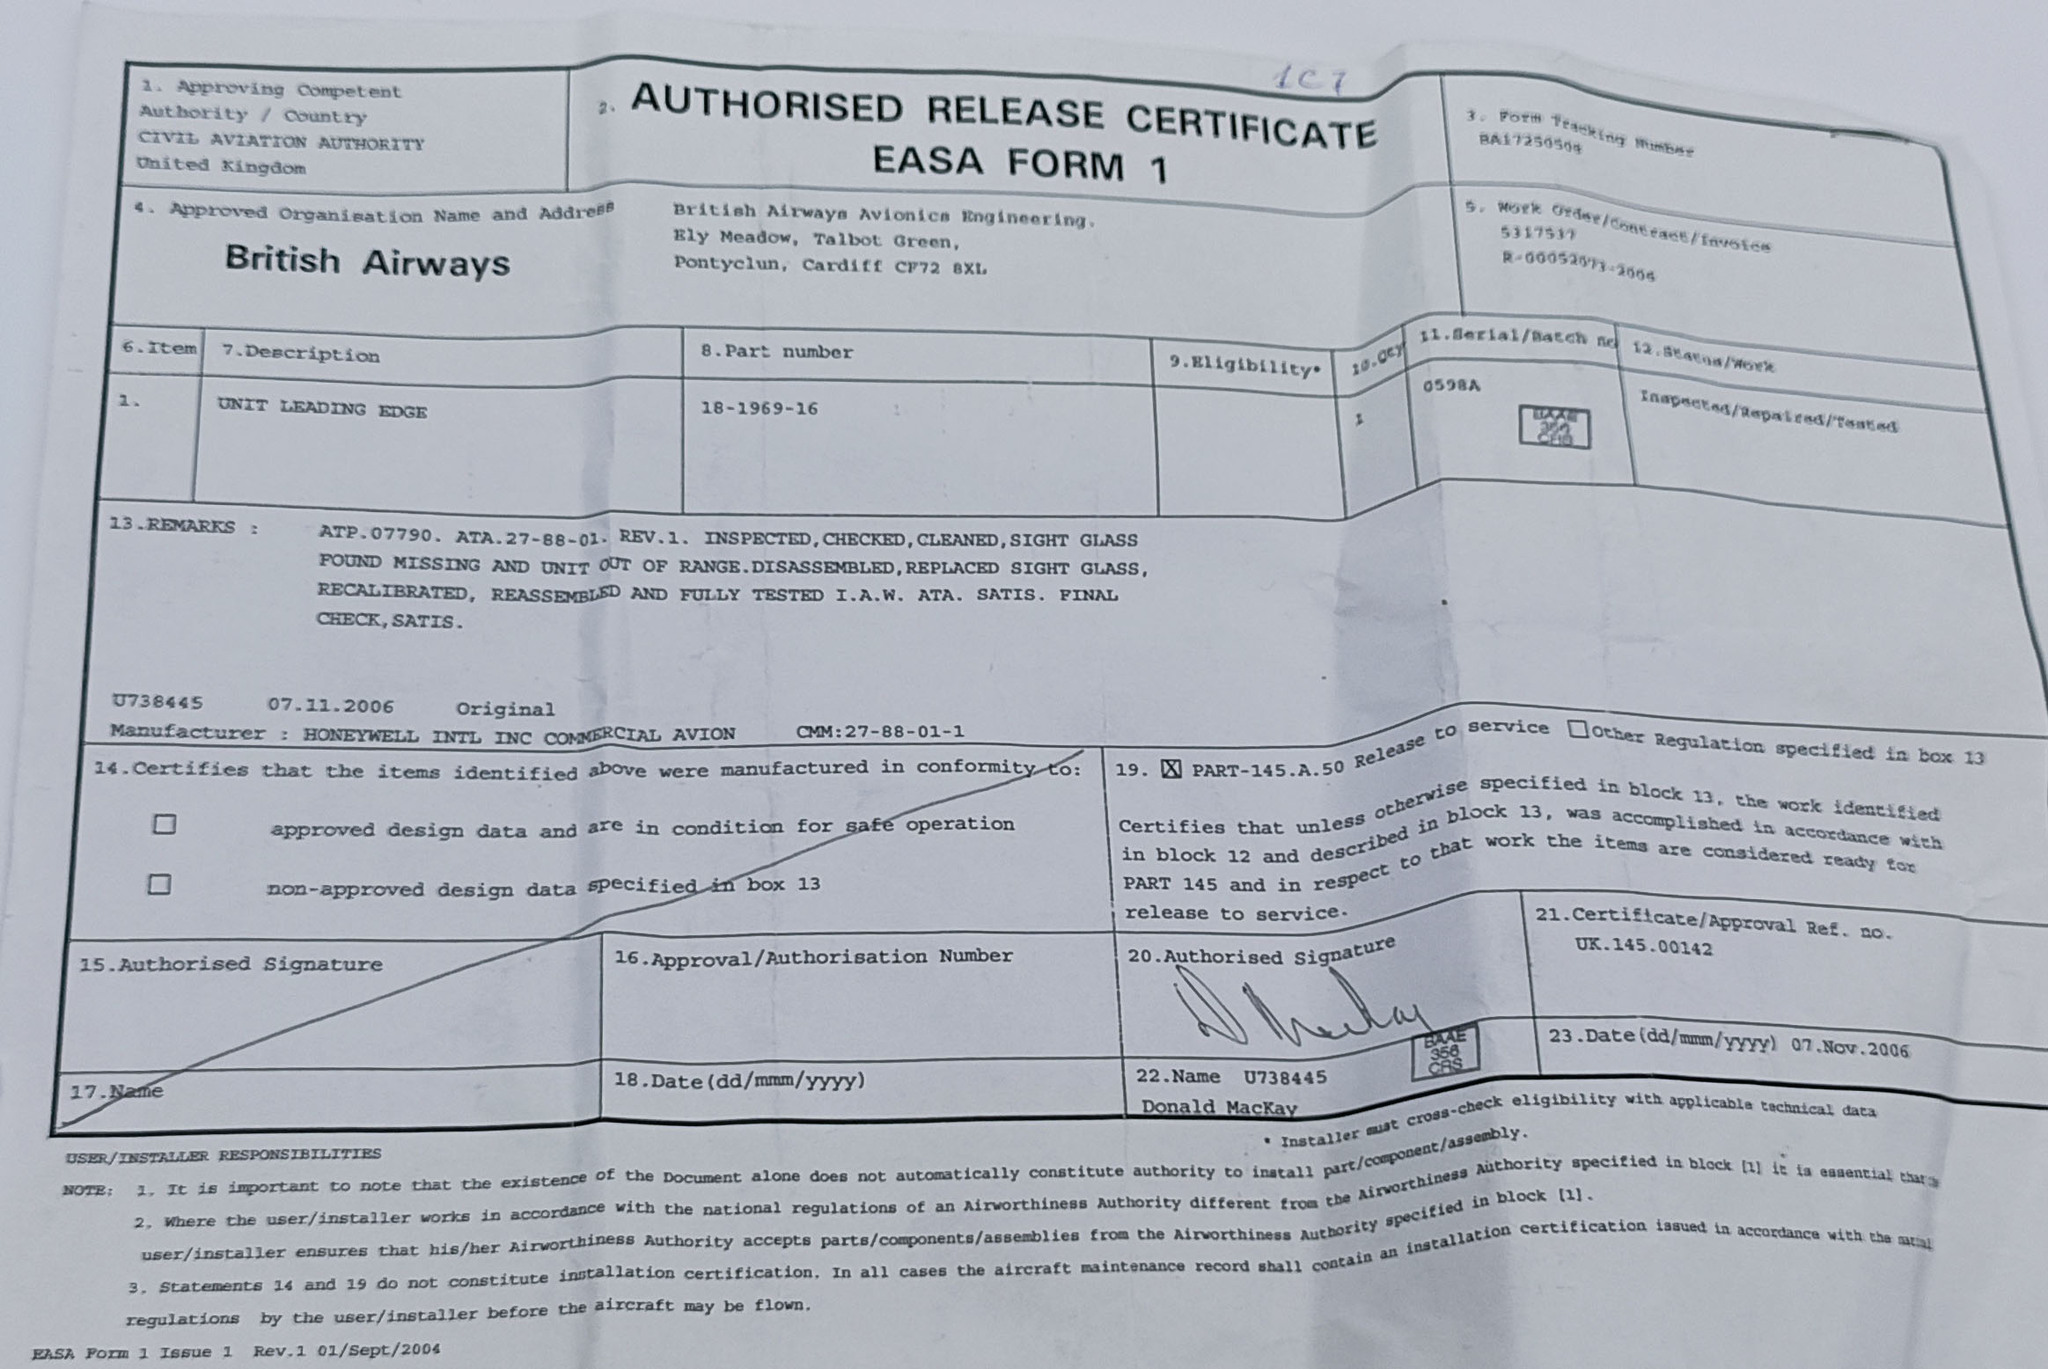 1C7
1. Approving Competent
Authority / Country
CIVIL AVIATION AUTHORITY
United Kingdom
2. AUTHORISED RELEASE CERTIFICATE
EASA FORM 1
3. Form Tracking Number
BA17250504
4. Approved Organisation Name and Address
British Airways
British Airways Avionics Engineering.
Ely Meadow, Talbot Green,
Pontyclun, Cardiff CF72 8XL
5. Work Order/Contract/Invoice
5317537
R-00052073-2006
6.Item 7.Description 8.Part number 9.Eligibility* 10.Qty 11.Serial/Batch no 12.Status/Work
1. UNIT LEADING EDGE 18-1969-16 1 0598A Inspected/Repaired/Tested
BAAE
356
CRS
13.REMARKS : ATP.07790. ATA.27-88-01. REV.1. INSPECTED,CHECKED,CLEANED,SIGHT GLASS
FOUND MISSING AND UNIT OUT OF RANGE.DISASSEMBLED,REPLACED SIGHT GLASS,
RECALIBRATED, REASSEMBLED AND FULLY TESTED I.A.W. ATA. SATIS. FINAL
CHECK,SATIS.
U738445 07.11.2006 Original
Manufacturer : HONEYWELL INTL INC COMMERCIAL AVION CMM:27-88-01-1
14.Certifies that the items identified above were manufactured in conformity to:
approved design data and are in condition for safe operation
non-approved design data specified in box 13
19. X PART-145.A.50 Release to service Other Regulation specified in box 13
Certifies that unless otherwise specified in block 13, the work identified
in block 12 and described in block 13, was accomplished in accordance with
PART 145 and in respect to that work the items are considered ready for
release to service.
15.Authorised Signature
16.Approval/Authorisation Number
20.Authorised Signature
D MacKay
BAAE
356
CRS
21.Certificate/Approval Ref. no.
UK.145.00142
17.Name
18.Date(dd/mmm/yyyy)
22.Name U738445
Donald MacKay
23.Date(dd/mmm/yyyy) 07.Nov.2006
* Installer must cross-check eligibility with applicable technical data
USER/INSTALLER RESPONSIBILITIES
NOTE: 1. It is important to note that the existence of the Document alone does not automatically constitute authority to install part/component/assembly.
2. Where the user/installer works in accordance with the national regulations of an Airworthiness Authority different from the Airworthiness Authority specified in block [1] it is essential that
user/installer ensures that his/her Airworthiness Authority accepts parts/components/assemblies from the Airworthiness Authority specified in block [1].
3. Statements 14 and 19 do not constitute installation certification. In all cases the aircraft maintenance record shall contain an installation certification issued in accordance with the
regulations by the user/installer before the aircraft may be flown.
EASA Form 1 Issue 1 Rev.1 01/Sept/2004